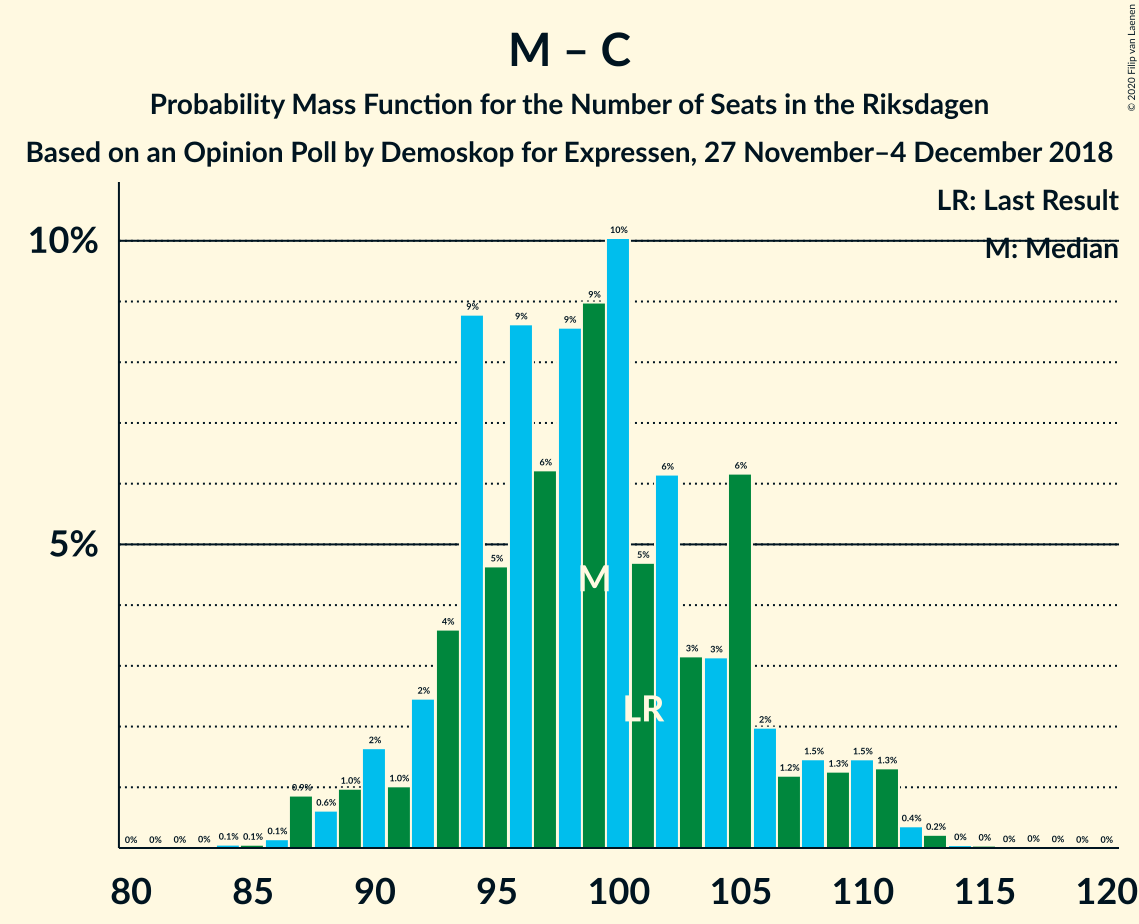 M – C
Probability Mass Function for the Number of Seats in the Riksdagen
Based on an Opinion Poll by Demoskop for Expressen, 27 November–4 December 2018
© 2020 Filip van Laenen
LR: Last Result
M: Median
10%
5%
0% 0% 0% 0% 0.1% 0.1% 0.1% 0.9% 0.6% 1.0% 2% 1.0% 2% 4% 9% 5% 9% 6% 9% 9% 10% 5% 6% 3% 3% 6% 2% 1.2% 1.5% 1.3% 1.5% 1.3% 0.4% 0.2% 0% 0% 0% 0% 0% 0% 0%
M
LR
80 85 90 95 100 105 110 115 120